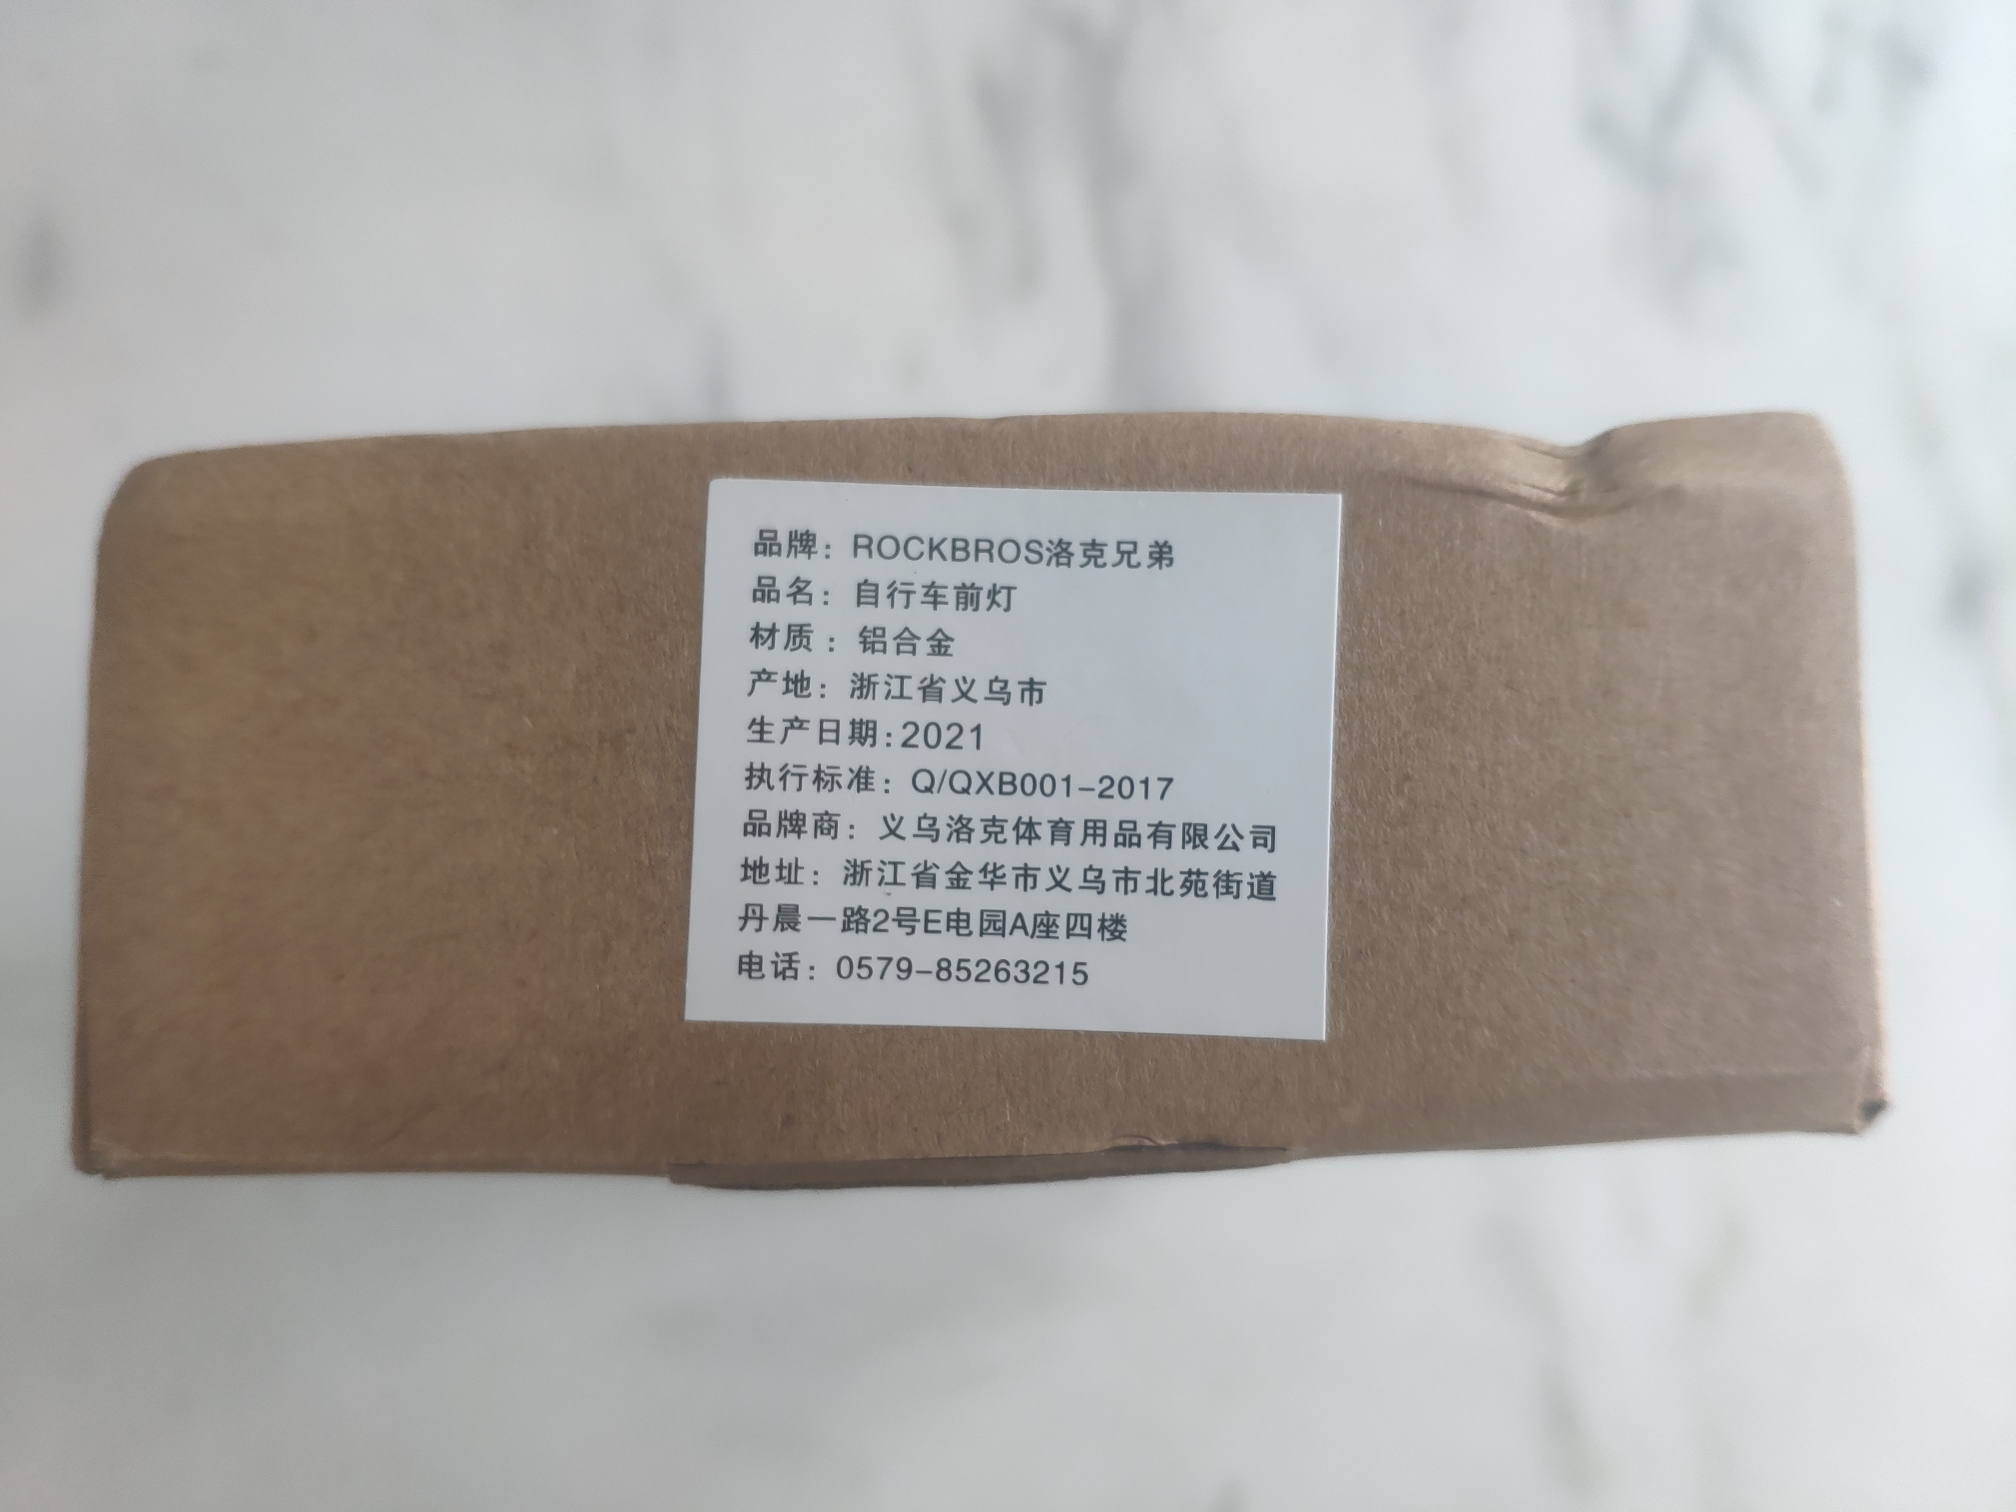 品牌：ROCKBROS洛克兄弟
品名：自行车前灯
材质：铝合金
产地：浙江省义乌市
生产日期:2021
执行标准：Q/QXB001-2017
品牌商：义乌洛克体育用品有限公司
地址：浙江省金华市义乌市北苑街道
丹晨一路2号E电园A座四楼
电话：0579-85263215